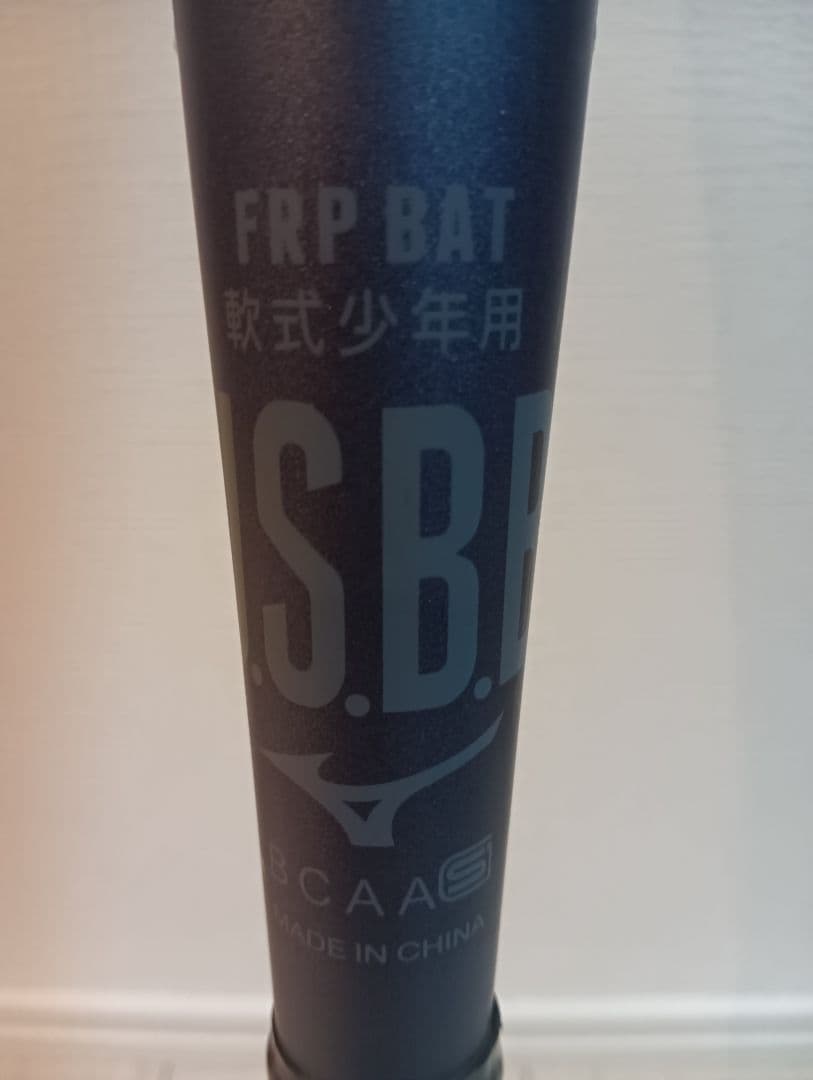 FRP BAT
軟式少年用
.S.B.B
BCAA S
MADE IN CHINA